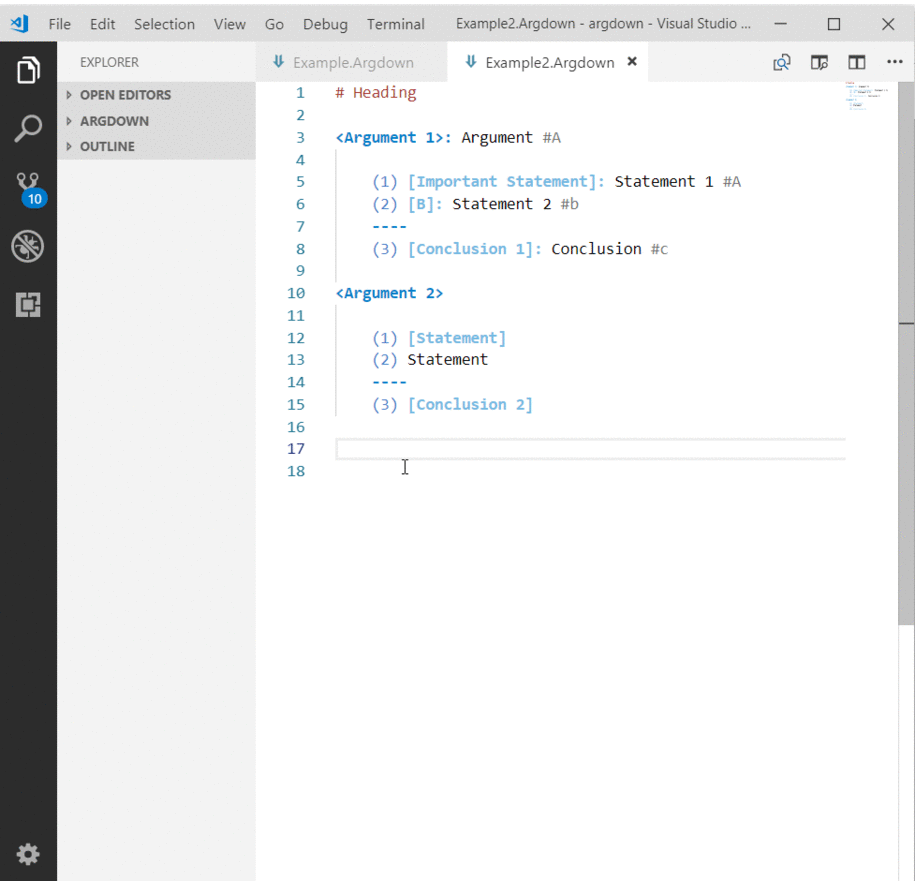 File Edit Selection View Go Debug Terminal Example2.Argdown - argdown - Visual Studio ...
EXPLORER
OPEN EDITORS
ARGDOWN
OUTLINE
10
Example.Argdown Example2.Argdown
1 # Heading
2
3 <Argument 1>: Argument #A
4
5 (1) [Important Statement]: Statement 1 #A
6 (2) [B]: Statement 2 #b
7 ----
8 (3) [Conclusion 1]: Conclusion #c
9
10 <Argument 2>
11
12 (1) [Statement]
13 (2) Statement
14 ----
15 (3) [Conclusion 2]
16
17
18